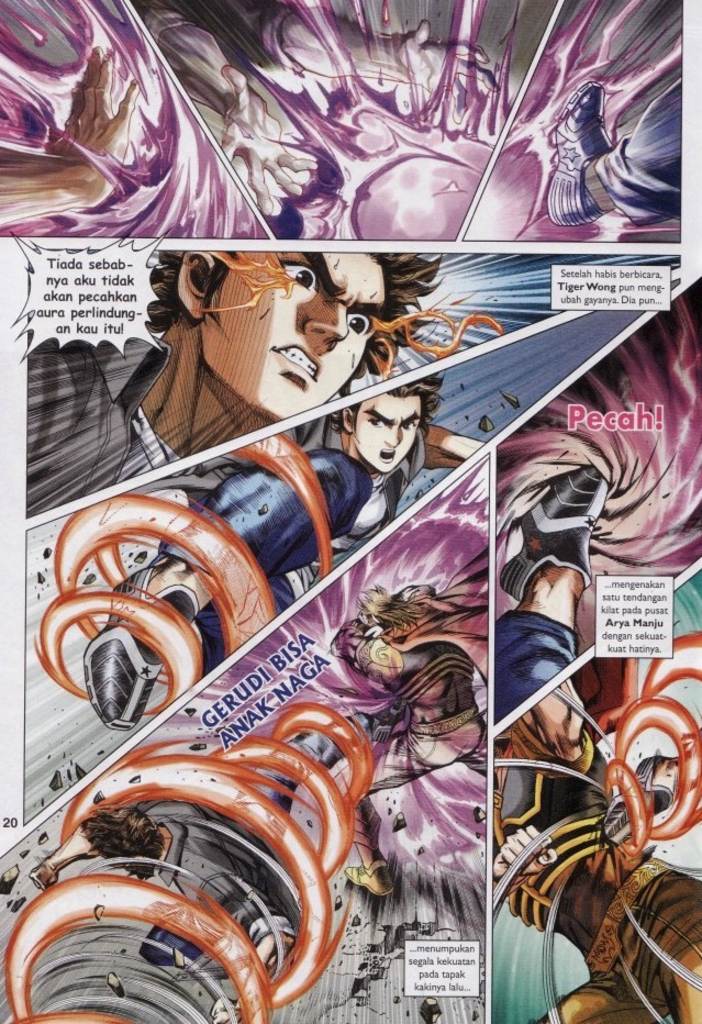 Tiada sebab-
nya aku tidak
akan pecahkan
aura perlindung-
an kau itu!
Setelah habis berbicara,
Tiger Wong pun meng-
ubah gayanya. Dia pun...
GERUDI BISA
ANAK NAGA
...menumpukan
segala kekuatan
pada tapak
kakinya lalu...
Pecah!
...mengenakan
satu tendangan
kilat pada pusat
Arya Manju
dengan sekuat-
kuat hatinya.
20